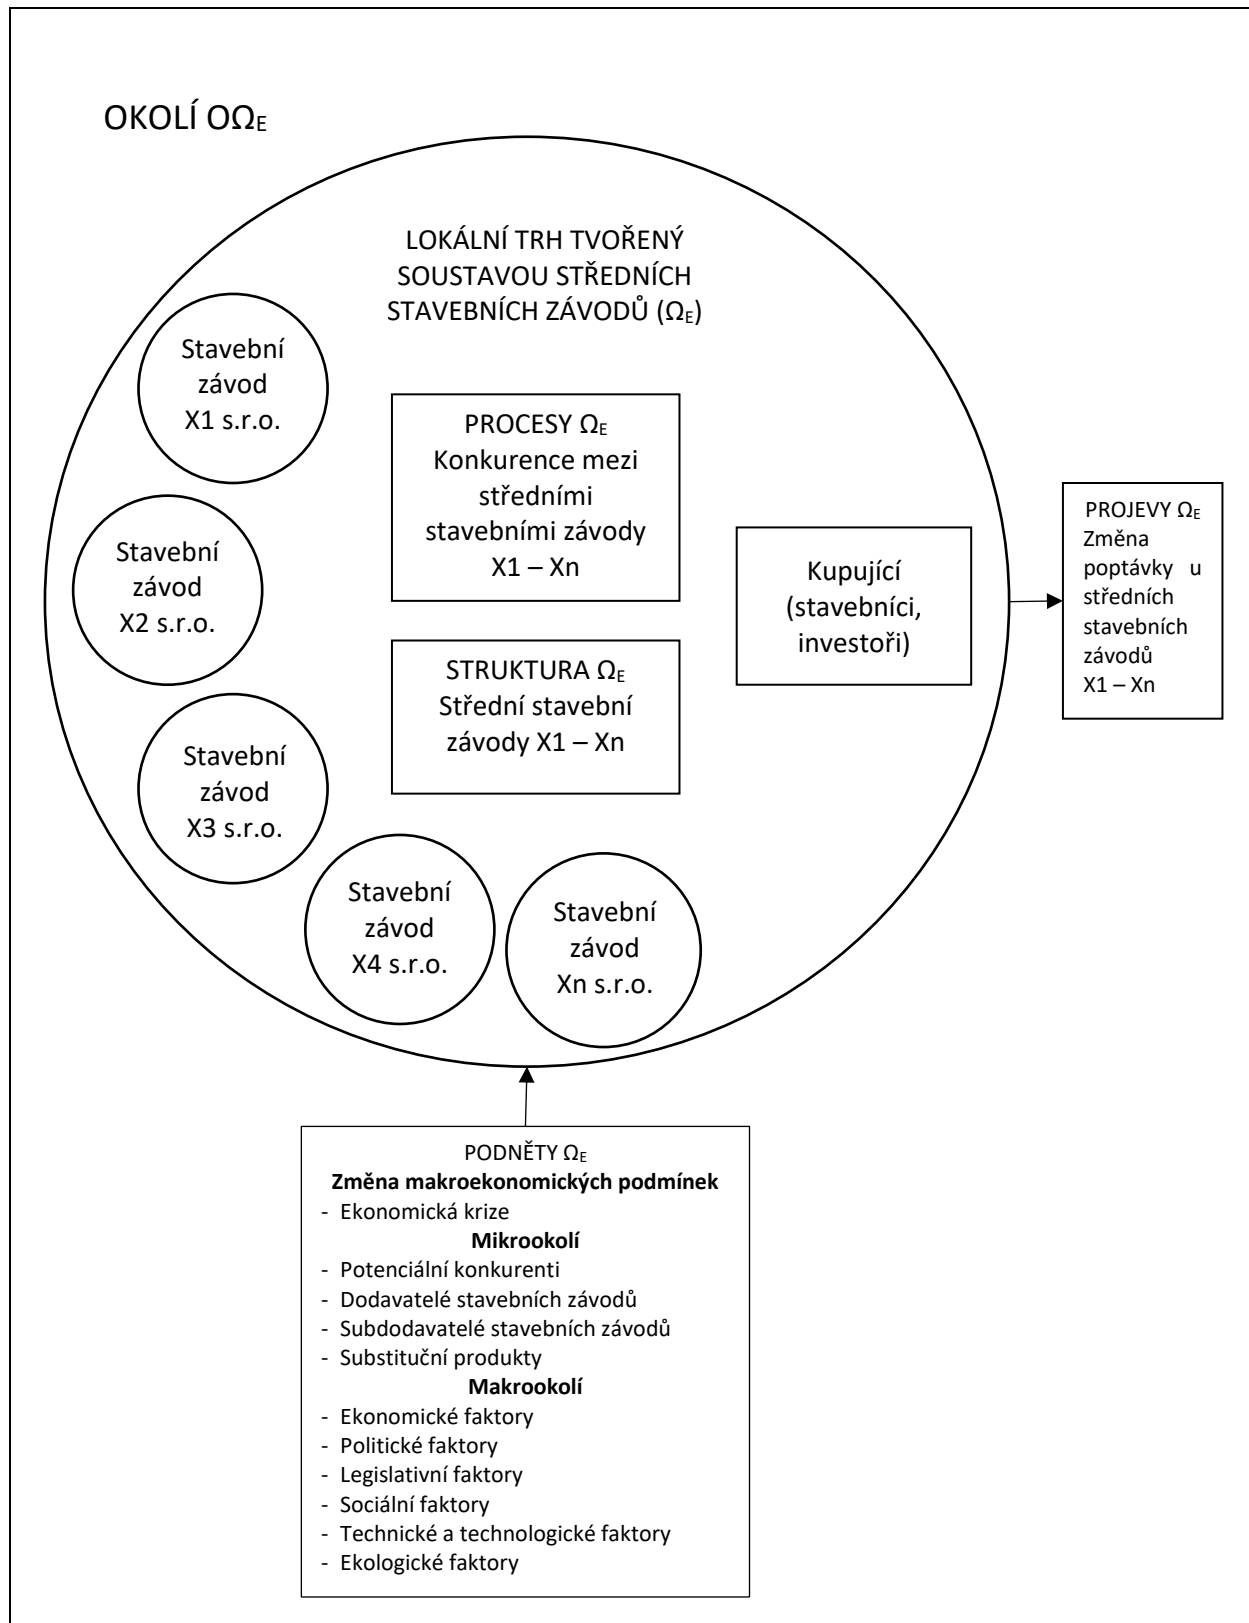 OKOLÍ OΩE
LOKÁLNÍ TRH TVOŘENÝ
SOUSTAVOU STŘEDNÍCH
STAVEBNÍCH ZÁVODŮ (ΩE)
Stavební
závod
X1 s.r.o.
Stavební
závod
X2 s.r.o.
Stavební
závod
X3 s.r.o.
Stavební
závod
X4 s.r.o.
Stavební
závod
Xn s.r.o.
PROCESY ΩE
Konkurence mezi
středními
stavebními závody
X1 – Xn
STRUKTURA ΩE
Střední stavební
závody X1 – Xn
Kupující
(stavebníci,
investoři)
PROJEVY ΩE
Změna
poptávky u
středních
stavebních
závodů
X1 – Xn
PODNĚTY ΩE
Změna makroekonomických podmínek
- Ekonomická krize
Mikrookolí
- Potenciální konkurenti
- Dodavatelé stavebních závodů
- Subdodavatelé stavebních závodů
- Substituční produkty
Makrookolí
- Ekonomické faktory
- Politické faktory
- Legislativní faktory
- Sociální faktory
- Technické a technologické faktory
- Ekologické faktory